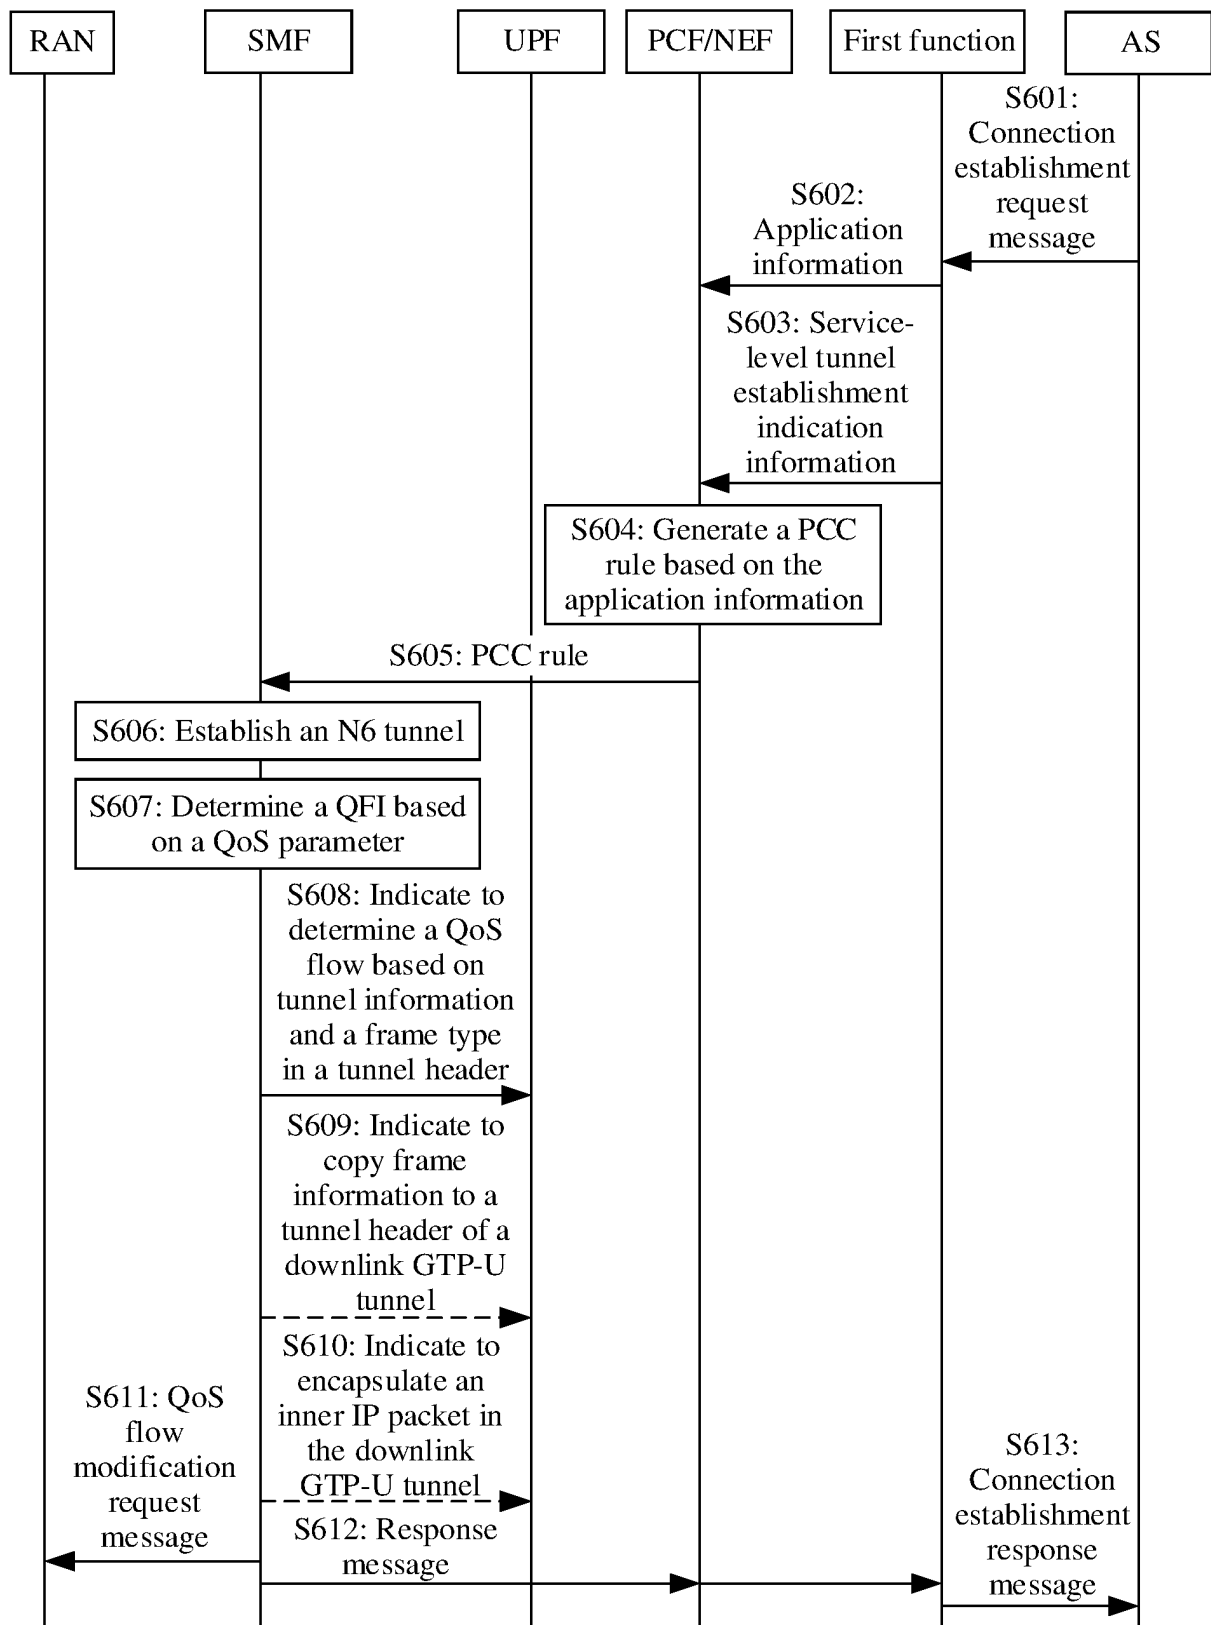 RAN
SMF
UPF
PCF/NEF
First function
AS
S601:
Connection
establishment
request
message
S602:
Application
information
S603: Service-
level tunnel
establishment
indication
information
S604: Generate a PCC
rule based on the
application information
S605: PCC rule
S606: Establish an N6 tunnel
S607: Determine a QFI based
on a QoS parameter
S608: Indicate to
determine a QoS
flow based on
tunnel information
and a frame type
in a tunnel header
S609: Indicate to
copy frame
information to a
tunnel header of a
downlink GTP-U
tunnel
S610: Indicate to
encapsulate an
inner IP packet in
the downlink
GTP-U tunnel
S611: QoS
flow
modification
request
message
S612: Response
message
S613:
Connection
establishment
response
message